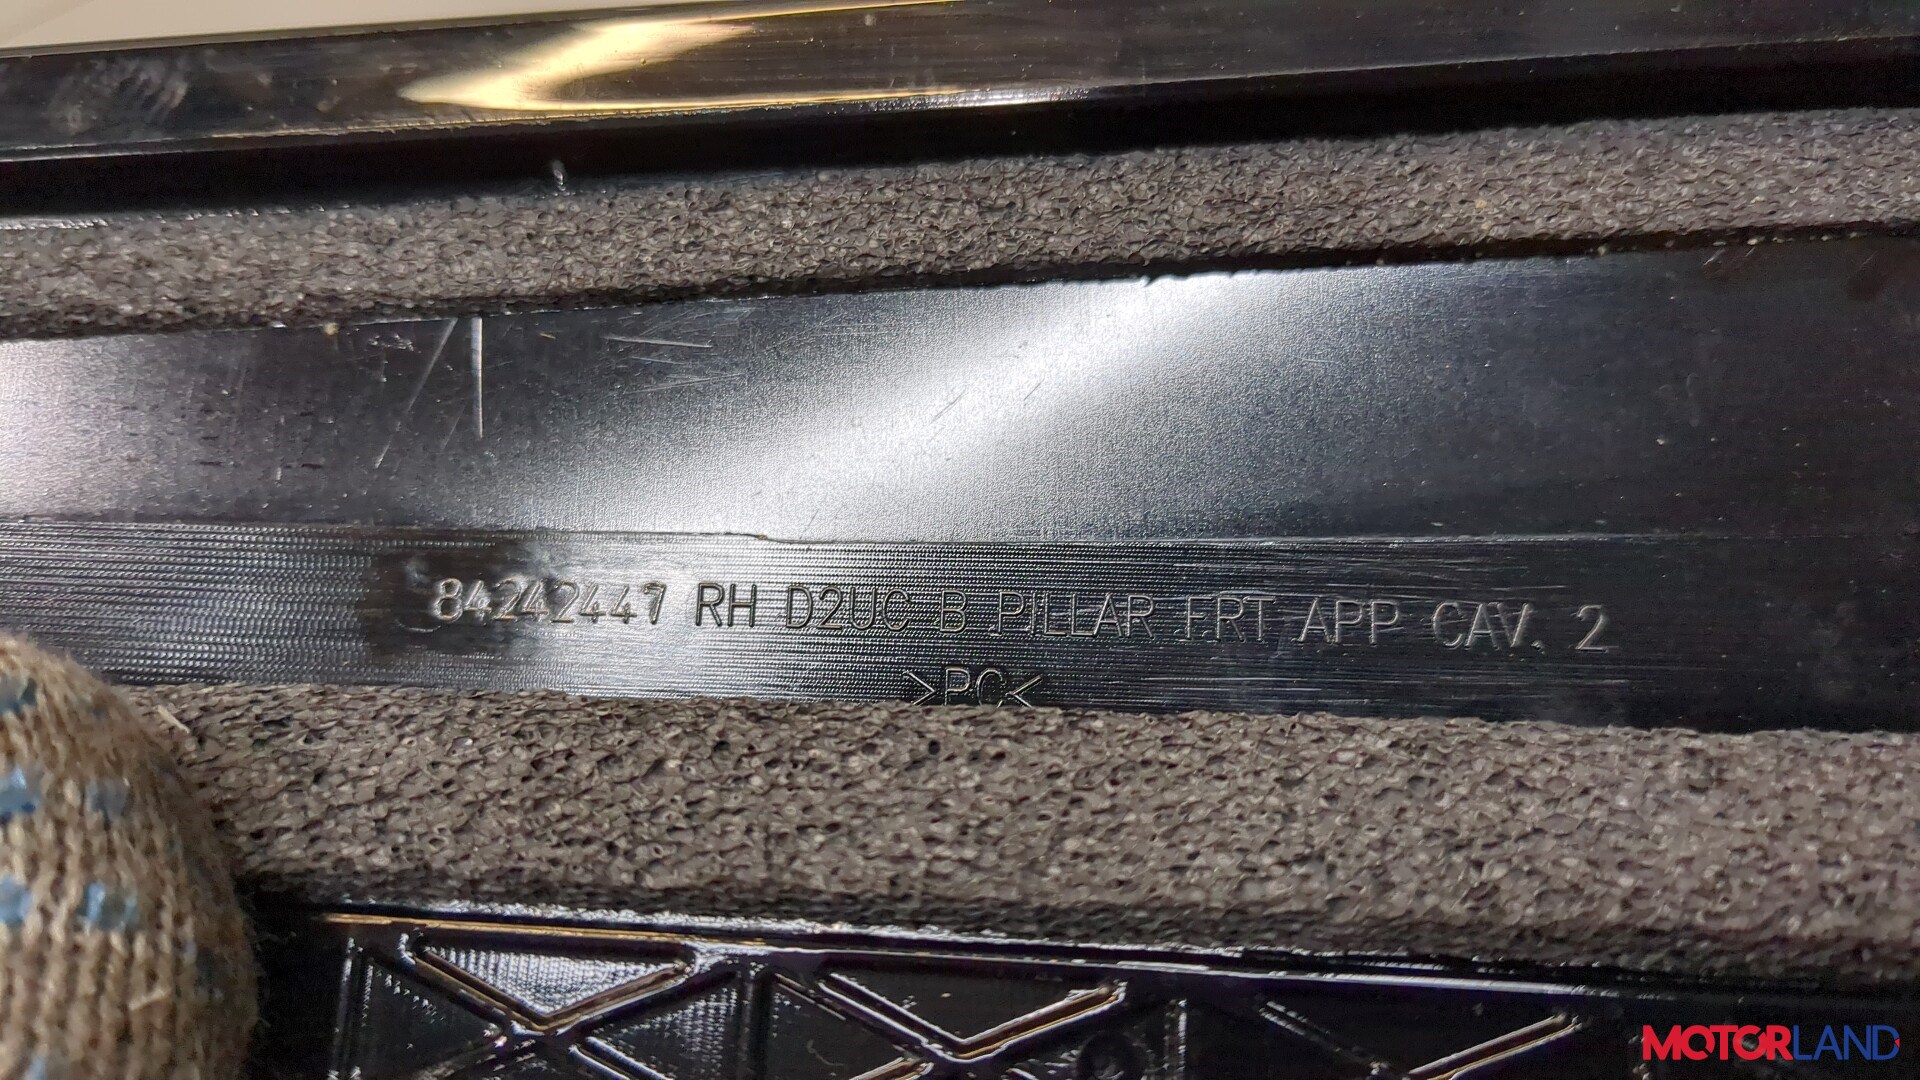 84242447 RH D2UC B PILLAR FRT APP CAV. 2
>PC<
MOTORLAND